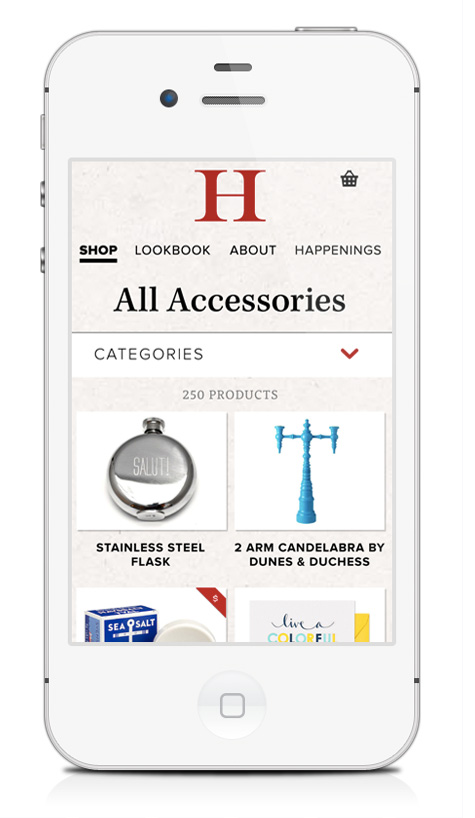 H
SHOP LOOKBOOK ABOUT HAPPENINGS
All Accessories
CATEGORIES
250 PRODUCTS
SALUT!
STAINLESS STEEL
FLASK
2 ARM CANDELABRA BY
DUNES & DUCHESS
$
SEA SALT
live a
COLORFUL